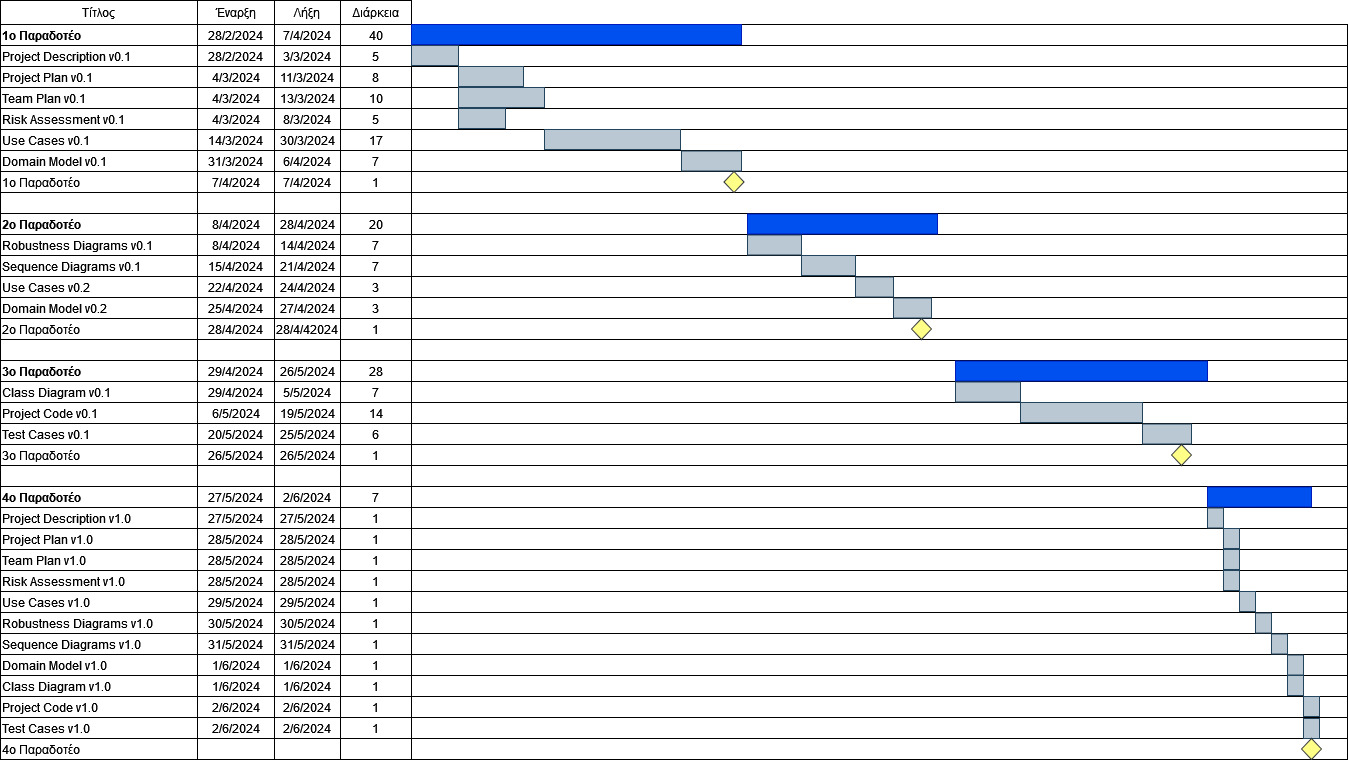 Τίτλος Έναρξη Λήξη Διάρκεια
1ο Παραδοτέο 28/2/2024 7/4/2024 40
Project Description v0.1 28/2/2024 3/3/2024 5
Project Plan v0.1 4/3/2024 11/3/2024 8
Team Plan v0.1 4/3/2024 13/3/2024 10
Risk Assessment v0.1 4/3/2024 8/3/2024 5
Use Cases v0.1 14/3/2024 30/3/2024 17
Domain Model v0.1 31/3/2024 6/4/2024 7
1ο Παραδοτέο 7/4/2024 7/4/2024 1
2ο Παραδοτέο 8/4/2024 28/4/2024 20
Robustness Diagrams v0.1 8/4/2024 14/4/2024 7
Sequence Diagrams v0.1 15/4/2024 21/4/2024 7
Use Cases v0.2 22/4/2024 24/4/2024 3
Domain Model v0.2 25/4/2024 27/4/2024 3
2ο Παραδοτέο 28/4/2024 28/4/42024 1
3ο Παραδοτέο 29/4/2024 26/5/2024 28
Class Diagram v0.1 29/4/2024 5/5/2024 7
Project Code v0.1 6/5/2024 19/5/2024 14
Test Cases v0.1 20/5/2024 25/5/2024 6
3ο Παραδοτέο 26/5/2024 26/5/2024 1
4ο Παραδοτέο 27/5/2024 2/6/2024 7
Project Description v1.0 27/5/2024 27/5/2024 1
Project Plan v1.0 28/5/2024 28/5/2024 1
Team Plan v1.0 28/5/2024 28/5/2024 1
Risk Assessment v1.0 28/5/2024 28/5/2024 1
Use Cases v1.0 29/5/2024 29/5/2024 1
Robustness Diagrams v1.0 30/5/2024 30/5/2024 1
Sequence Diagrams v1.0 31/5/2024 31/5/2024 1
Domain Model v1.0 1/6/2024 1/6/2024 1
Class Diagram v1.0 1/6/2024 1/6/2024 1
Project Code v1.0 2/6/2024 2/6/2024 1
Test Cases v1.0 2/6/2024 2/6/2024 1
4ο Παραδοτέο